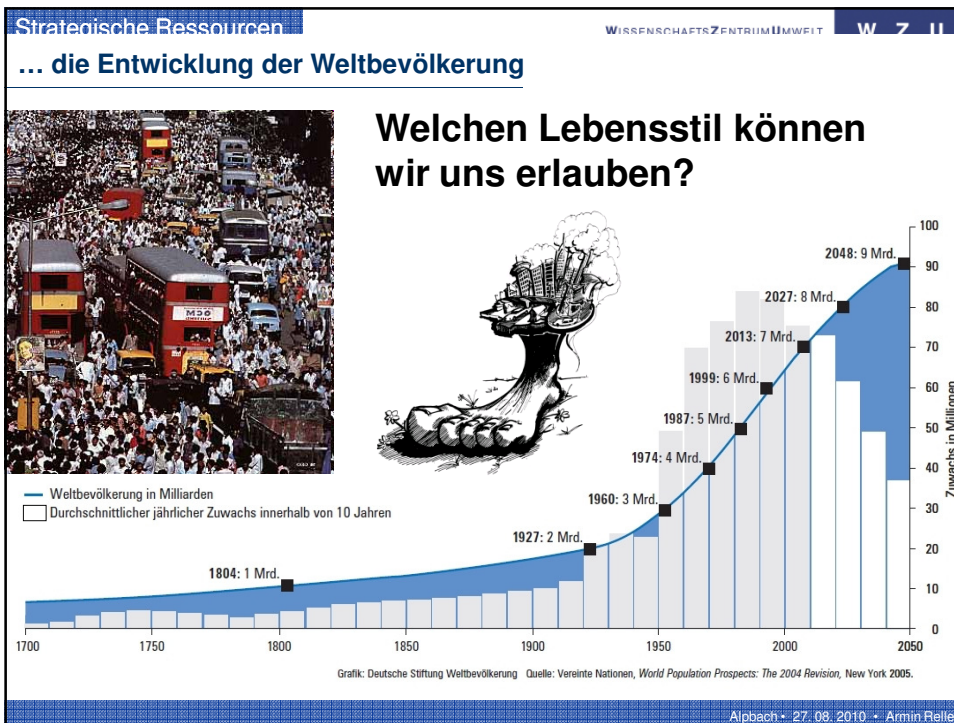 Strategische Ressourcen
WISSENSCHAFTSZENTRUMUMWELT
W Z U
... die Entwicklung der Weltbevölkerung
Welchen Lebensstil können
wir uns erlauben?
Weltbevölkerung in Milliarden
Durchschnittlicher jährlicher Zuwachs innerhalb von 10 Jahren
1804: 1 Mrd.
1927: 2 Mrd.
1960: 3 Mrd.
1974: 4 Mrd.
1987: 5 Mrd.
1999: 6 Mrd.
2013: 7 Mrd.
2027: 8 Mrd.
2048: 9 Mrd.
100
90
80
70
60
50
40
30
20
10
0
Zuwachs in Millionen
1700
1750
1800
1850
1900
1950
2000
2050
Grafik: Deutsche Stiftung Weltbevölkerung Quelle: Vereinte Nationen, World Population Prospects: The 2004 Revision, New York 2005.
Alpbach • 27. 08. 2010 • Armin Relle